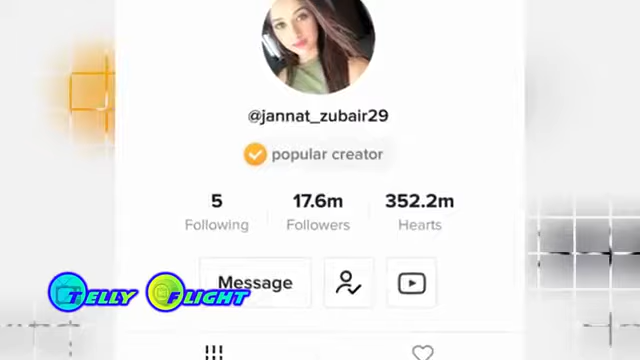 @jannat_zubair29
popular creator
5 17.6m 352.2m
Following Followers Hearts
Message
TELLY FLIGHT